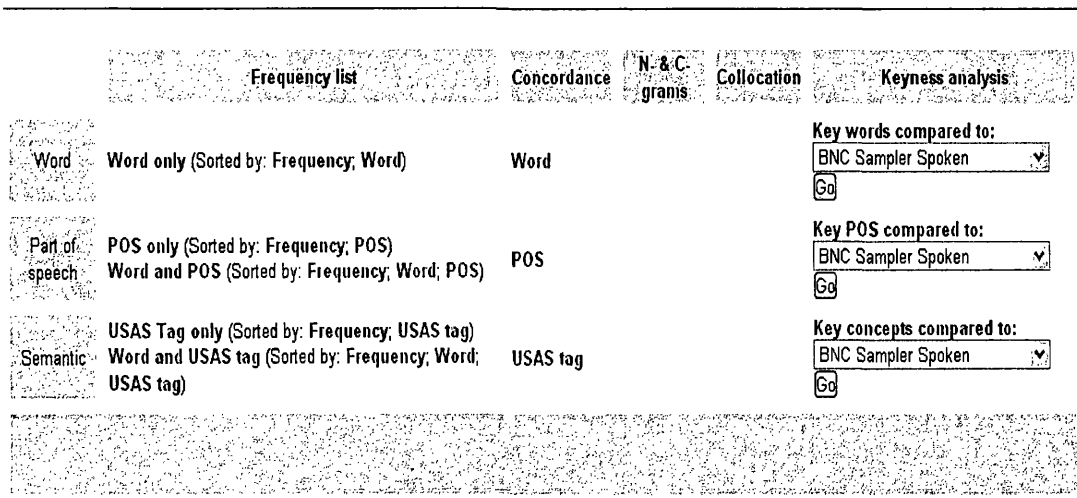 Frequency list
Concordance
N- & C-
grams
Collocation
Keyness analysis
Word
Word only (Sorted by: Frequency; Word)
Word
Key words compared to:
BNC Sampler Spoken
Go
Part of
speech
POS only (Sorted by: Frequency; POS)
Word and POS (Sorted by: Frequency; Word; POS)
POS
Key POS compared to:
BNC Sampler Spoken
Go
Semantic
USAS Tag only (Sorted by: Frequency; USAS tag)
Word and USAS tag (Sorted by: Frequency; Word;
USAS tag)
USAS tag
Key concepts compared to:
BNC Sampler Spoken
Go